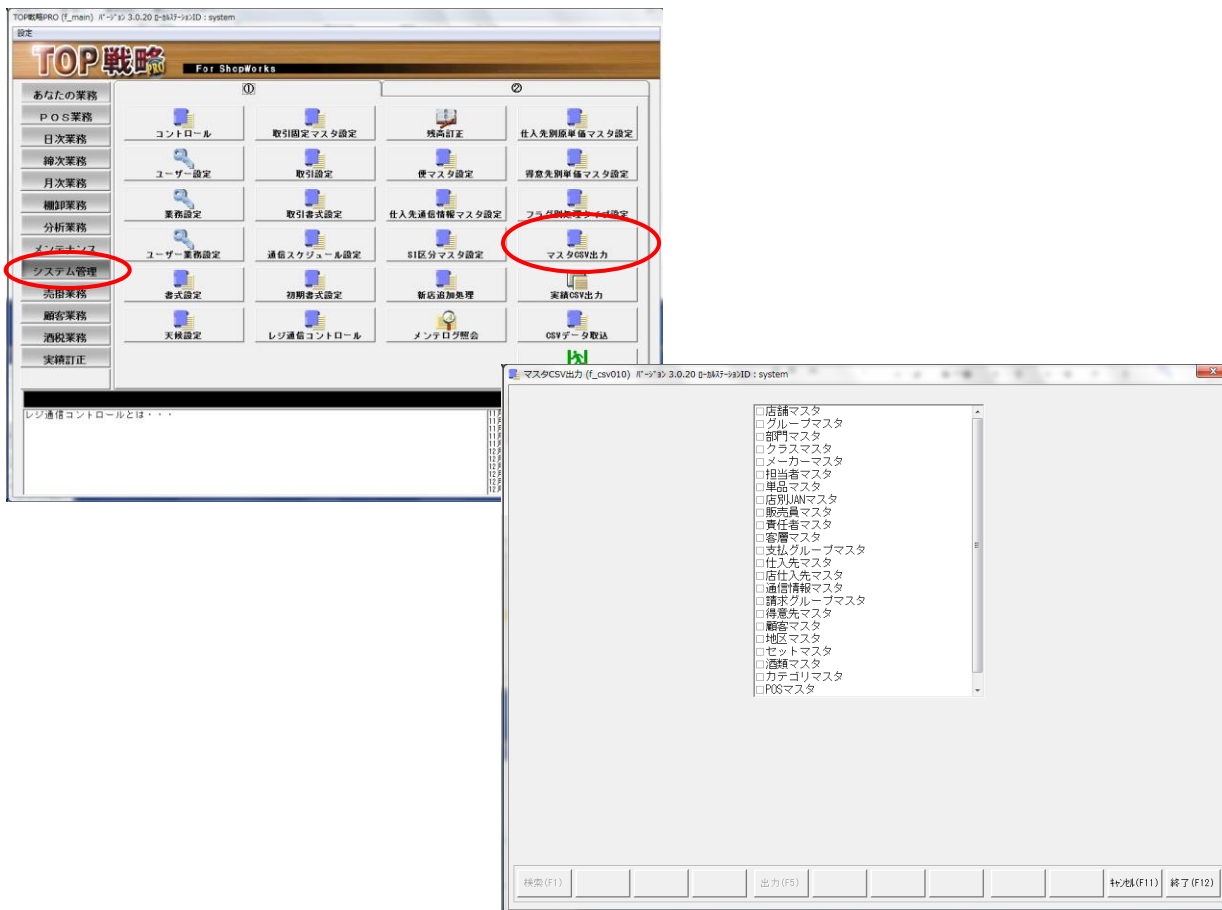 TOP戦略PRO (f_main) ﾊﾞｰｼﾞｮﾝ 3.0.20 ﾛｰｶﾙｽﾃｰｼｮﾝID : system
設定
TOP戦略PRO For ShopWorks
① ②
あなたの業務
POS業務
日次業務
締次業務
月次業務
棚卸業務
分析業務
メンテナンス
システム管理
売掛業務
顧客業務
酒税業務
実績訂正
コントロール 取引固定マスタ設定 残高訂正 仕入先別原単価マスタ設定
ユーザー設定 取引設定 便マスタ設定 得意先別単価マスタ設定
業務設定 取引書式設定 仕入先通信情報マスタ設定 フラグ別処理タイプ設定
ユーザー業務設定 通信スケジュール設定 SI区分マスタ設定 マスタCSV出力
書式設定 初期書式設定 新店追加処理 実績CSV出力
天候設定 レジ通信コントロール メンテログ照会 CSVデータ取込
レジ通信コントロールとは・・・
マスタCSV出力 (f_csv010) ﾊﾞｰｼﾞｮﾝ 3.0.20 ﾛｰｶﾙｽﾃｰｼｮﾝID : system
□店舗マスタ
□グループマスタ
□部門マスタ
□クラスマスタ
□メーカーマスタ
□担当者マスタ
□単品マスタ
□店別JANマスタ
□販売員マスタ
□責任者マスタ
□客層マスタ
□支払グループマスタ
□仕入先マスタ
□店仕入先マスタ
□通信情報マスタ
□請求グループマスタ
□得意先マスタ
□顧客マスタ
□地区マスタ
□セットマスタ
□酒類マスタ
□カテゴリマスタ
□POSマスタ
検索(F1) 出力(F5) ｷｬﾝｾﾙ(F11) 終了(F12)